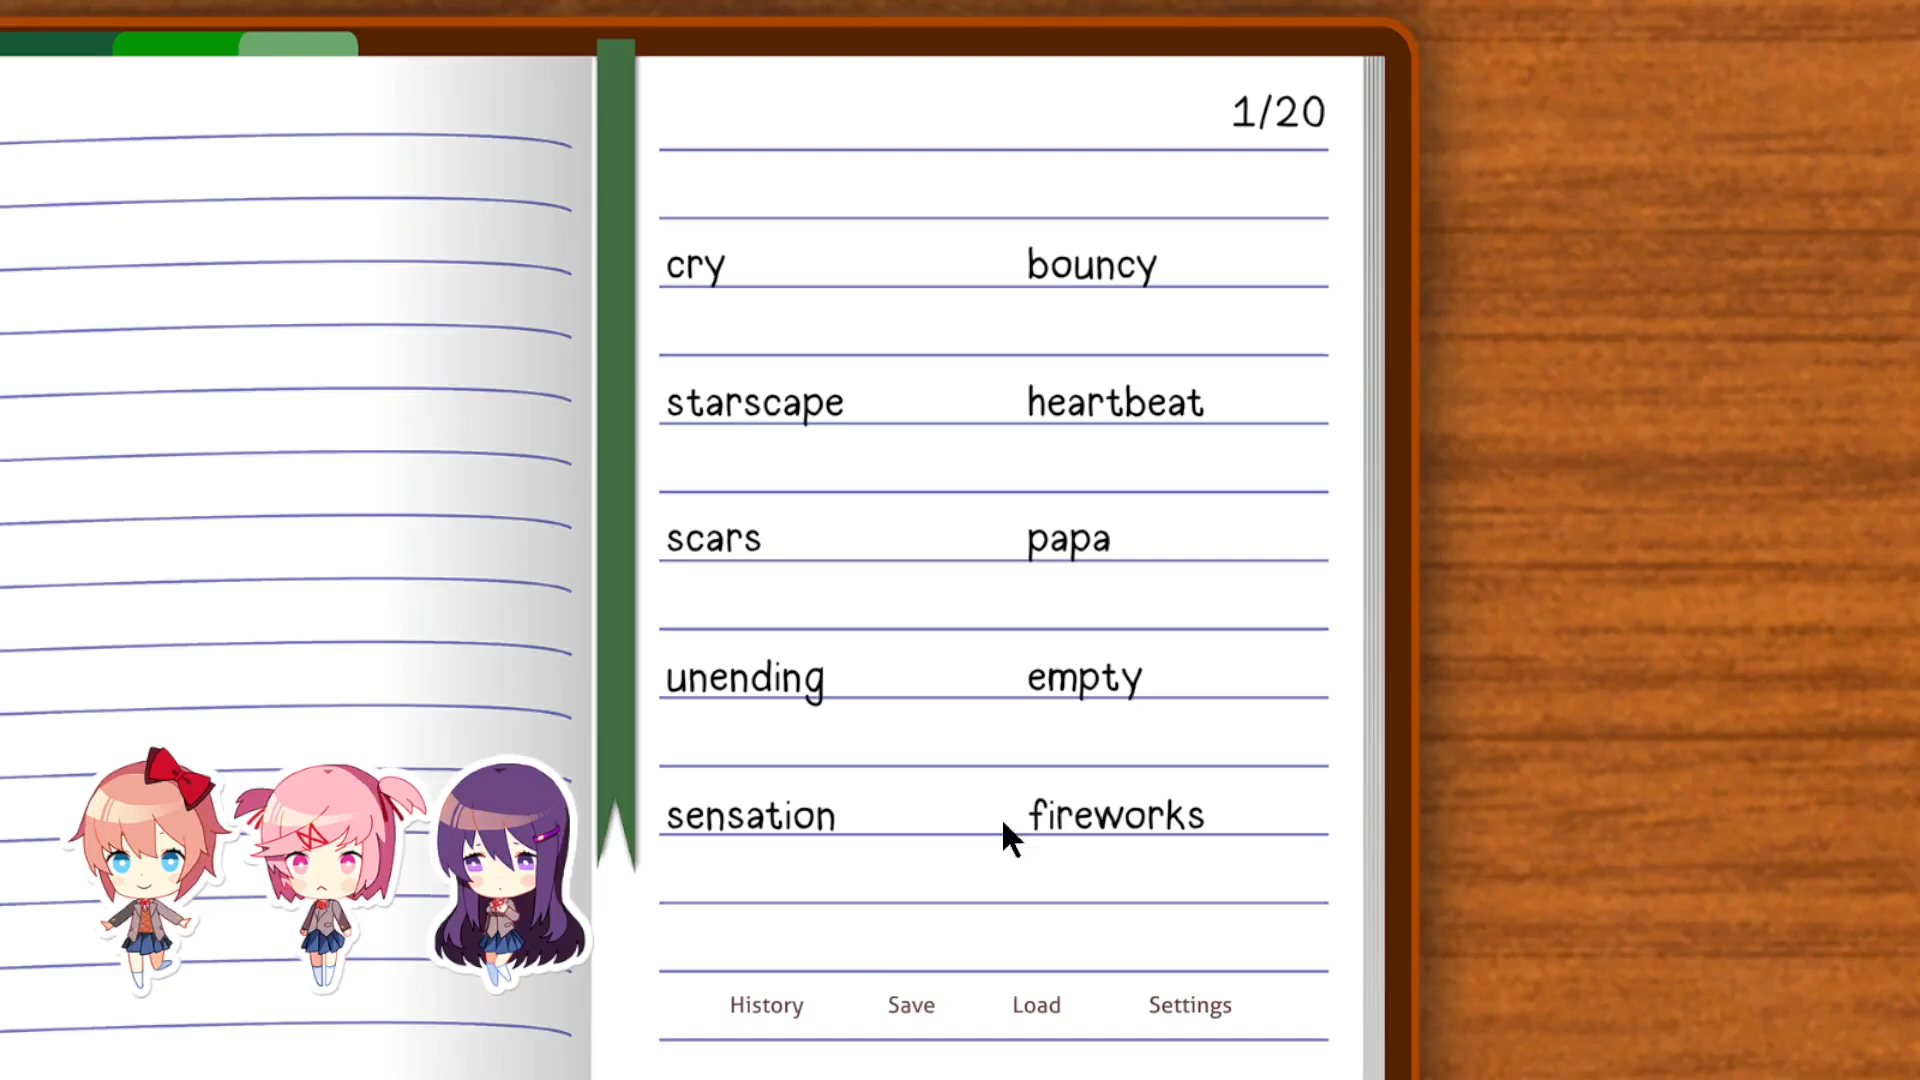 1/20
cry bouncy
starscape heartbeat
scars papa
unending empty
sensation fireworks
History Save Load Settings